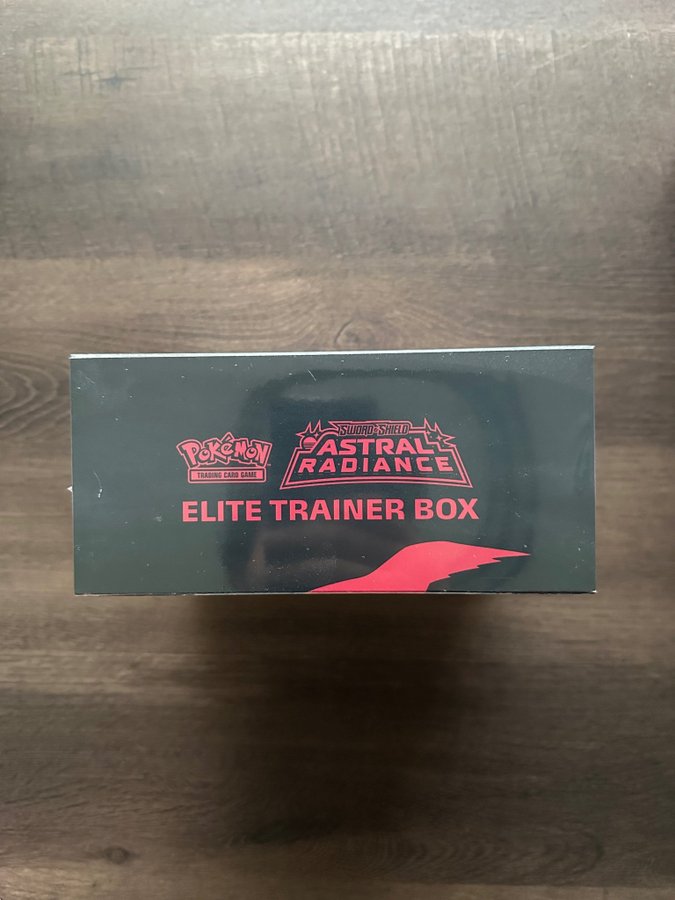 Pokémon
TRADING CARD GAME
SWORD & SHIELD
ASTRAL
RADIANCE
ELITE TRAINER BOX